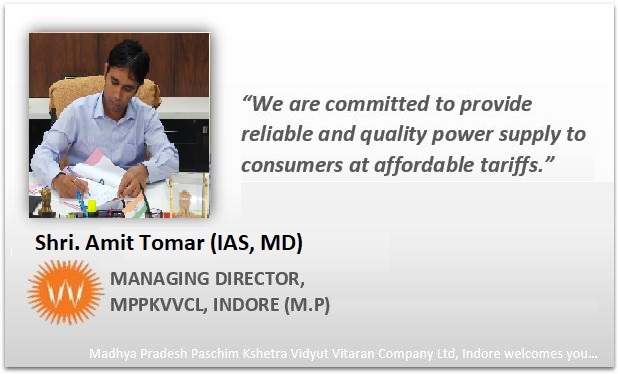 “We are committed to provide
reliable and quality power supply to
consumers at affordable tariffs.”
Shri. Amit Tomar (IAS, MD)
MANAGING DIRECTOR,
MPPKVVCL, INDORE (M.P)
Madhya Pradesh Paschim Kshetra Vidyut Vitaran Company Ltd, Indore welcomes you...